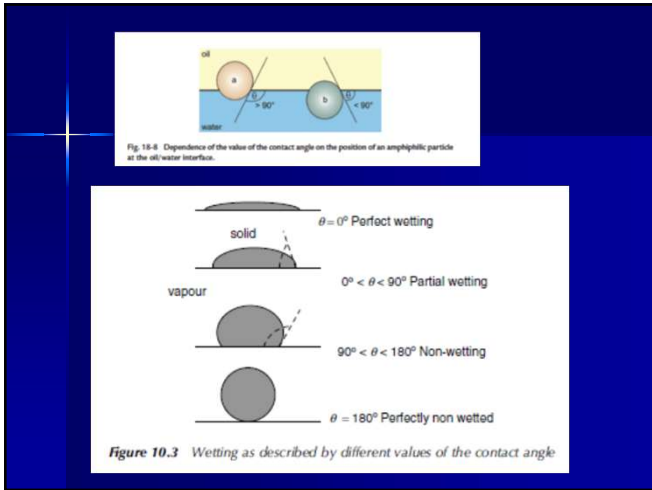 oil
a
θ
> 90°
b
θ
< 90°
water
Fig. 18-8 Dependence of the value of the contact angle on the position of an amphiphilic particle
at the oil/water interface.
θ = 0° Perfect wetting
solid
0° < θ < 90° Partial wetting
vapour
90° < θ < 180° Non-wetting
θ = 180° Perfectly non wetted
Figure 10.3 Wetting as described by different values of the contact angle